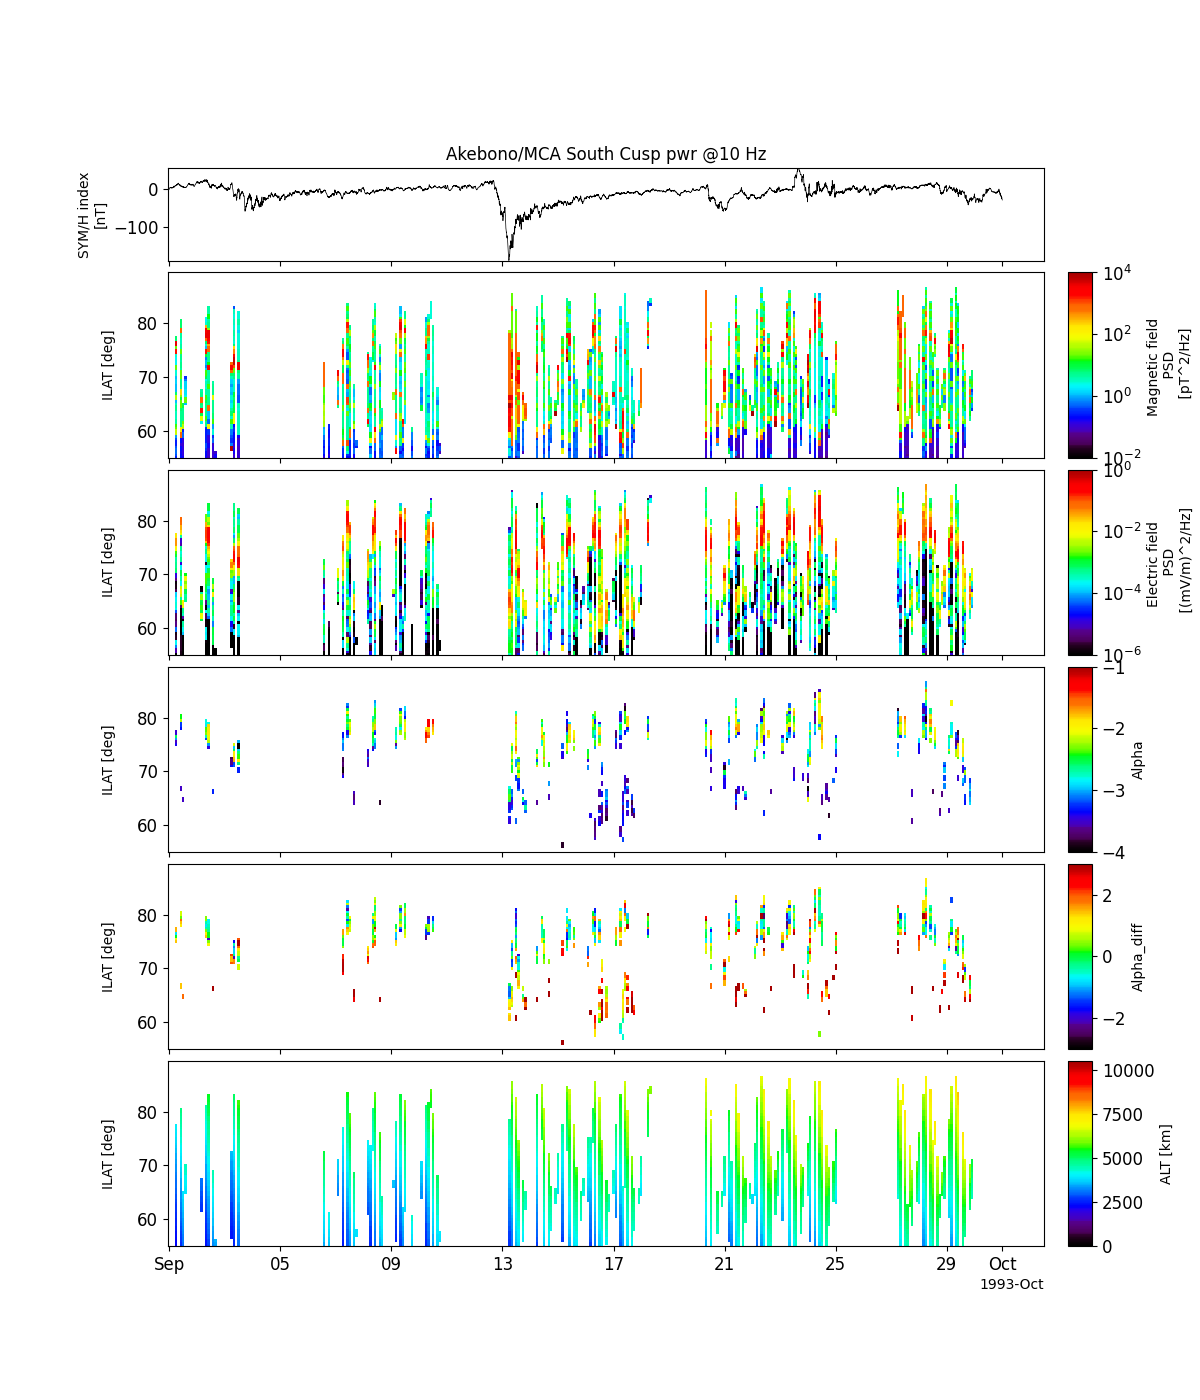 Akebono/MCA South Cusp pwr @10 Hz
SYM/H index
[nT]
0
−100
ILAT [deg]
80
70
60
10^4
10^2
10^0
10^−2
Magnetic field
PSD
[pT^2/Hz]
ILAT [deg]
80
70
60
10^0
10^−2
10^−4
10^−6
Electric field
PSD
[(mV/m)^2/Hz]
ILAT [deg]
80
70
60
−1
−2
−3
−4
Alpha
ILAT [deg]
80
70
60
2
0
−2
Alpha_diff
ILAT [deg]
80
70
60
10000
7500
5000
2500
0
ALT [km]
Sep 05 09 13 17 21 25 29 Oct
1993-Oct